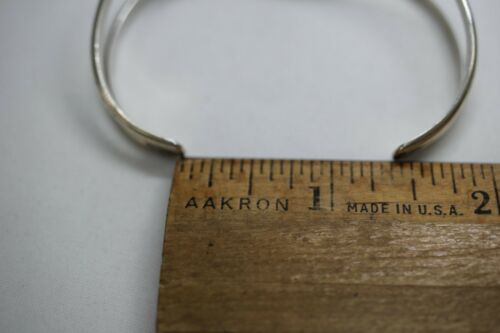 AAKRON 1 MADE IN U.S.A. 2